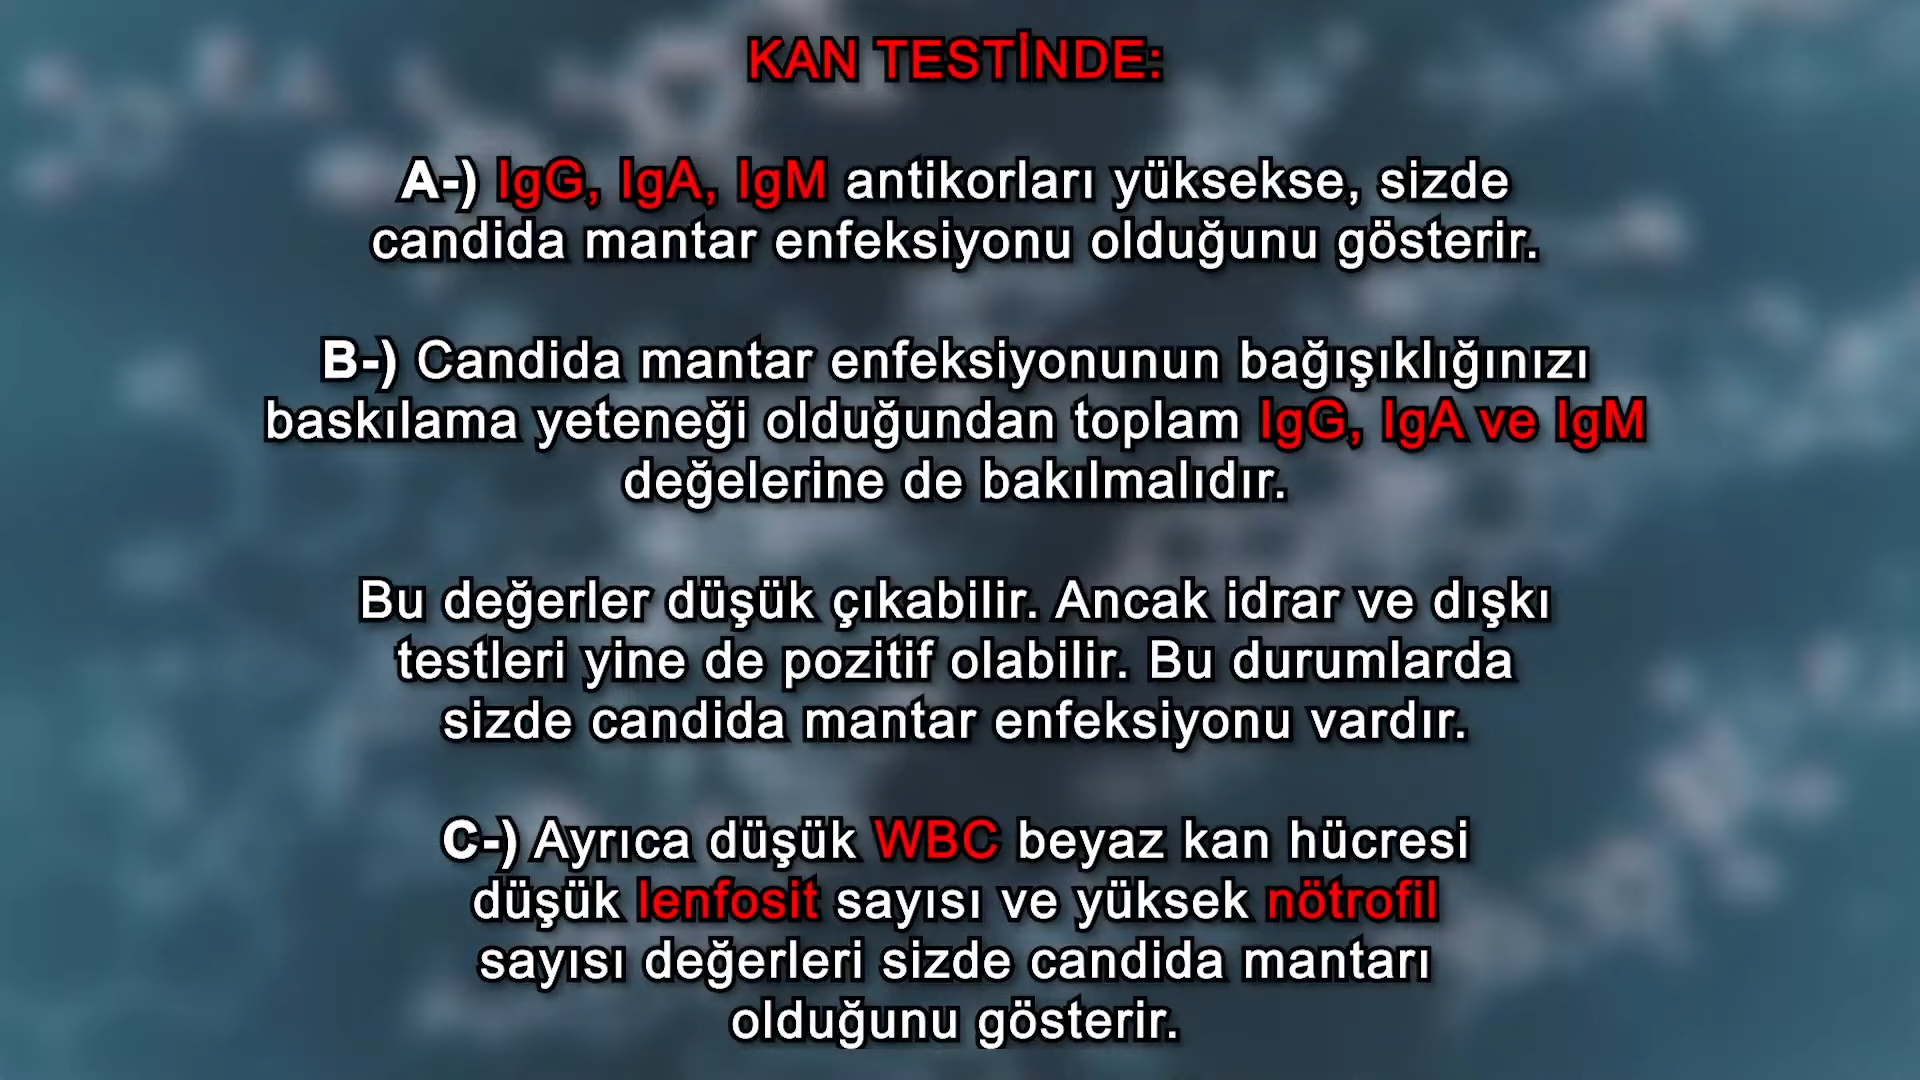 KAN TESTİNDE:
A-) IgG, IgA, IgM antikorları yüksekse, sizde
candida mantar enfeksiyonu olduğunu gösterir.
B-) Candida mantar enfeksiyonunun bağışıklığınızı
baskılama yeteneği olduğundan toplam IgG, IgA ve IgM
değelerine de bakılmalıdır.
Bu değerler düşük çıkabilir. Ancak idrar ve dışkı
testleri yine de pozitif olabilir. Bu durumlarda
sizde candida mantar enfeksiyonu vardır.
C-) Ayrıca düşük WBC beyaz kan hücresi
düşük lenfosit sayısı ve yüksek nötrofil
sayısı değerleri sizde candida mantarı
olduğunu gösterir.